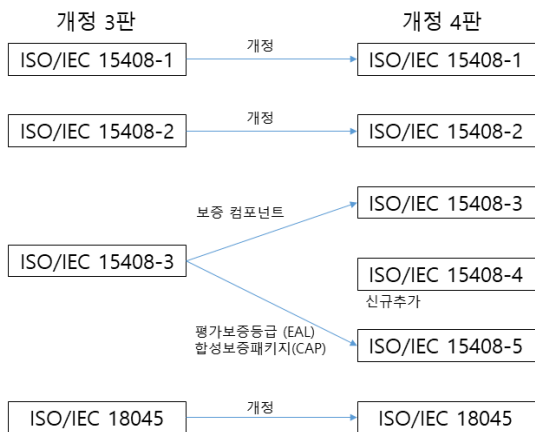 개정 3판
개정 4판
ISO/IEC 15408-1
개정
ISO/IEC 15408-1
ISO/IEC 15408-2
개정
ISO/IEC 15408-2
보증 컴포넌트
ISO/IEC 15408-3
ISO/IEC 15408-3
ISO/IEC 15408-4
신규추가
평가보증등급 (EAL)
합성보증패키지(CAP)
ISO/IEC 15408-5
ISO/IEC 18045
개정
ISO/IEC 18045